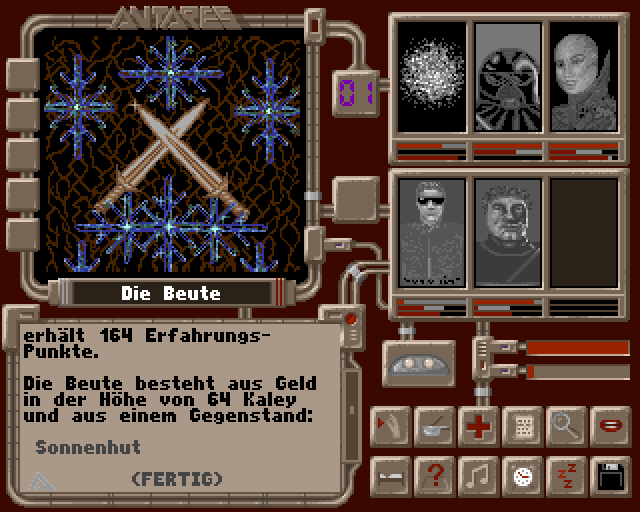 ANTARES
01
Die Beute
erhält 164 Erfahrungs-
Punkte.
Die Beute besteht aus Geld
in der Höhe von 64 Kaley
und aus einem Gegenstand:
Sonnenhut
(FERTIG)
?
zzz